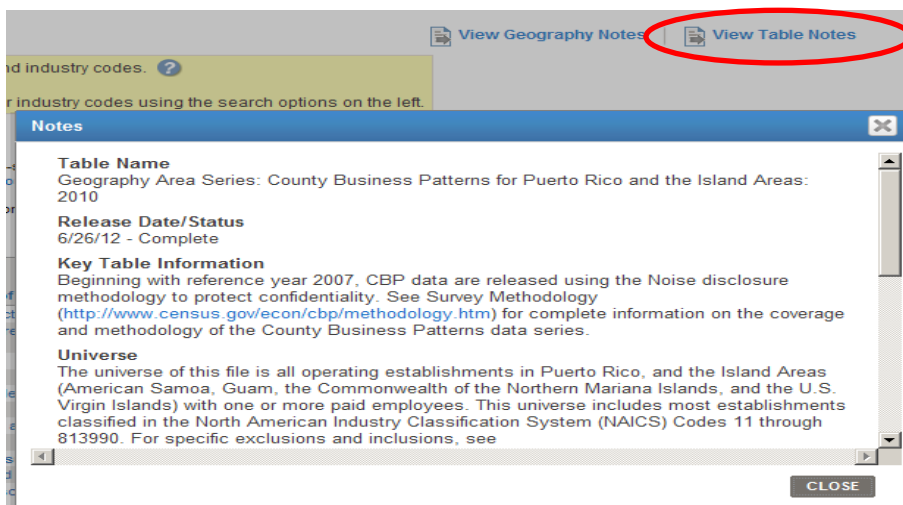 View Geography Notes
View Table Notes
nd industry codes.
r industry codes using the search options on the left.
Notes
Table Name
Geography Area Series: County Business Patterns for Puerto Rico and the Island Areas:
2010
Release Date/Status
6/26/12 - Complete
Key Table Information
Beginning with reference year 2007, CBP data are released using the Noise disclosure
methodology to protect confidentiality. See Survey Methodology
(http://www.census.gov/econ/cbp/methodology.htm) for complete information on the coverage
and methodology of the County Business Patterns data series.
Universe
The universe of this file is all operating establishments in Puerto Rico, and the Island Areas
(American Samoa, Guam, the Commonwealth of the Northern Mariana Islands, and the U.S.
Virgin Islands) with one or more paid employees. This universe includes most establishments
classified in the North American Industry Classification System (NAICS) Codes 11 through
813990. For specific exclusions and inclusions, see
CLOSE